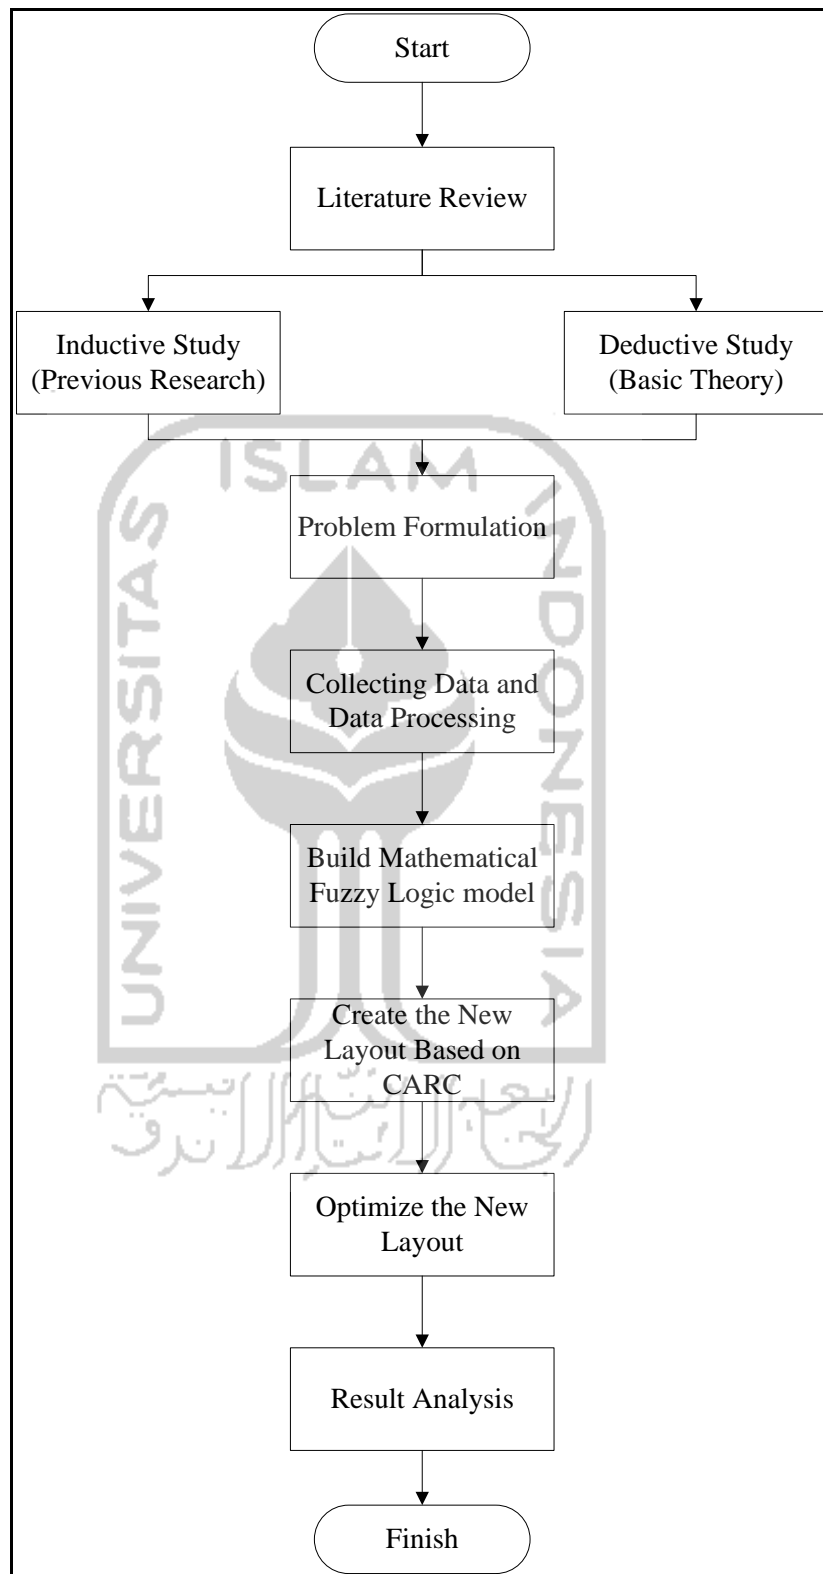 Start
Literature Review
Inductive Study
(Previous Research)
Deductive Study
(Basic Theory)
ISLAM
UNIVERSITAS
INDONESIA
Problem Formulation
Collecting Data and
Data Processing
Build Mathematical
Fuzzy Logic model
Create the New
Layout Based on
CARC
Optimize the New
Layout
Result Analysis
Finish